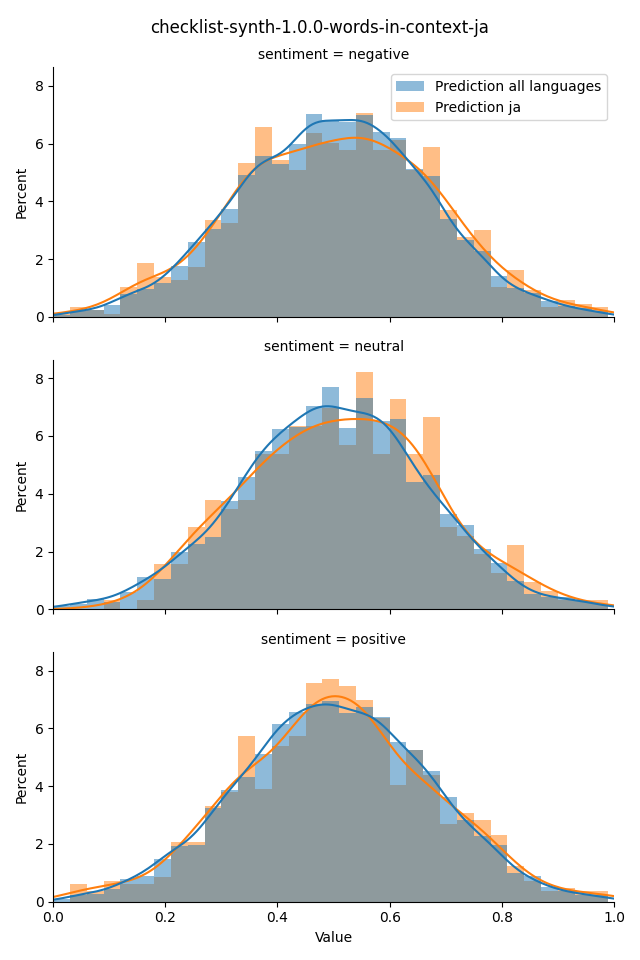 checklist-synth-1.0.0-words-in-context-ja
sentiment = negative
8
6
4
2
0
Percent
Prediction all languages
Prediction ja
sentiment = neutral
8
6
4
2
0
Percent
sentiment = positive
8
6
4
2
0
Percent
0.0 0.2 0.4 0.6 0.8 1.0
Value